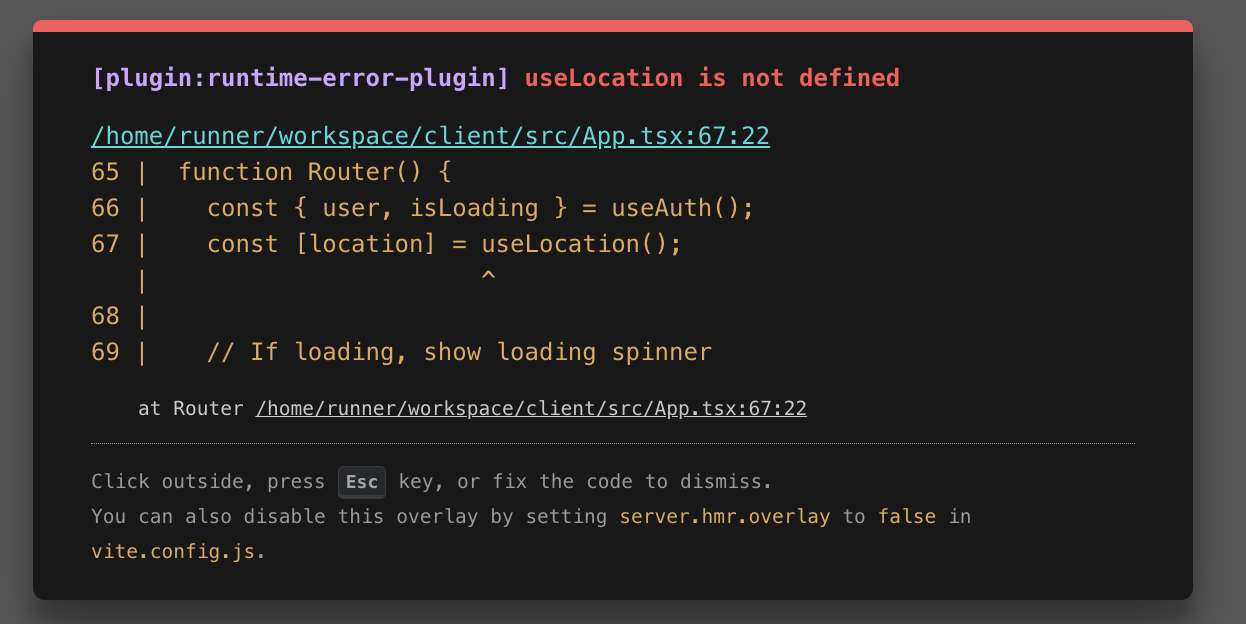 [plugin:runtime-error-plugin] useLocation is not defined
/home/runner/workspace/client/src/App.tsx:67:22
65 |  function Router() {
66 |    const { user, isLoading } = useAuth();
67 |    const [location] = useLocation();
   |                       ^
68 |
69 |    // If loading, show loading spinner
    at Router /home/runner/workspace/client/src/App.tsx:67:22
Click outside, press Esc key, or fix the code to dismiss.
You can also disable this overlay by setting server.hmr.overlay to false in
vite.config.js.